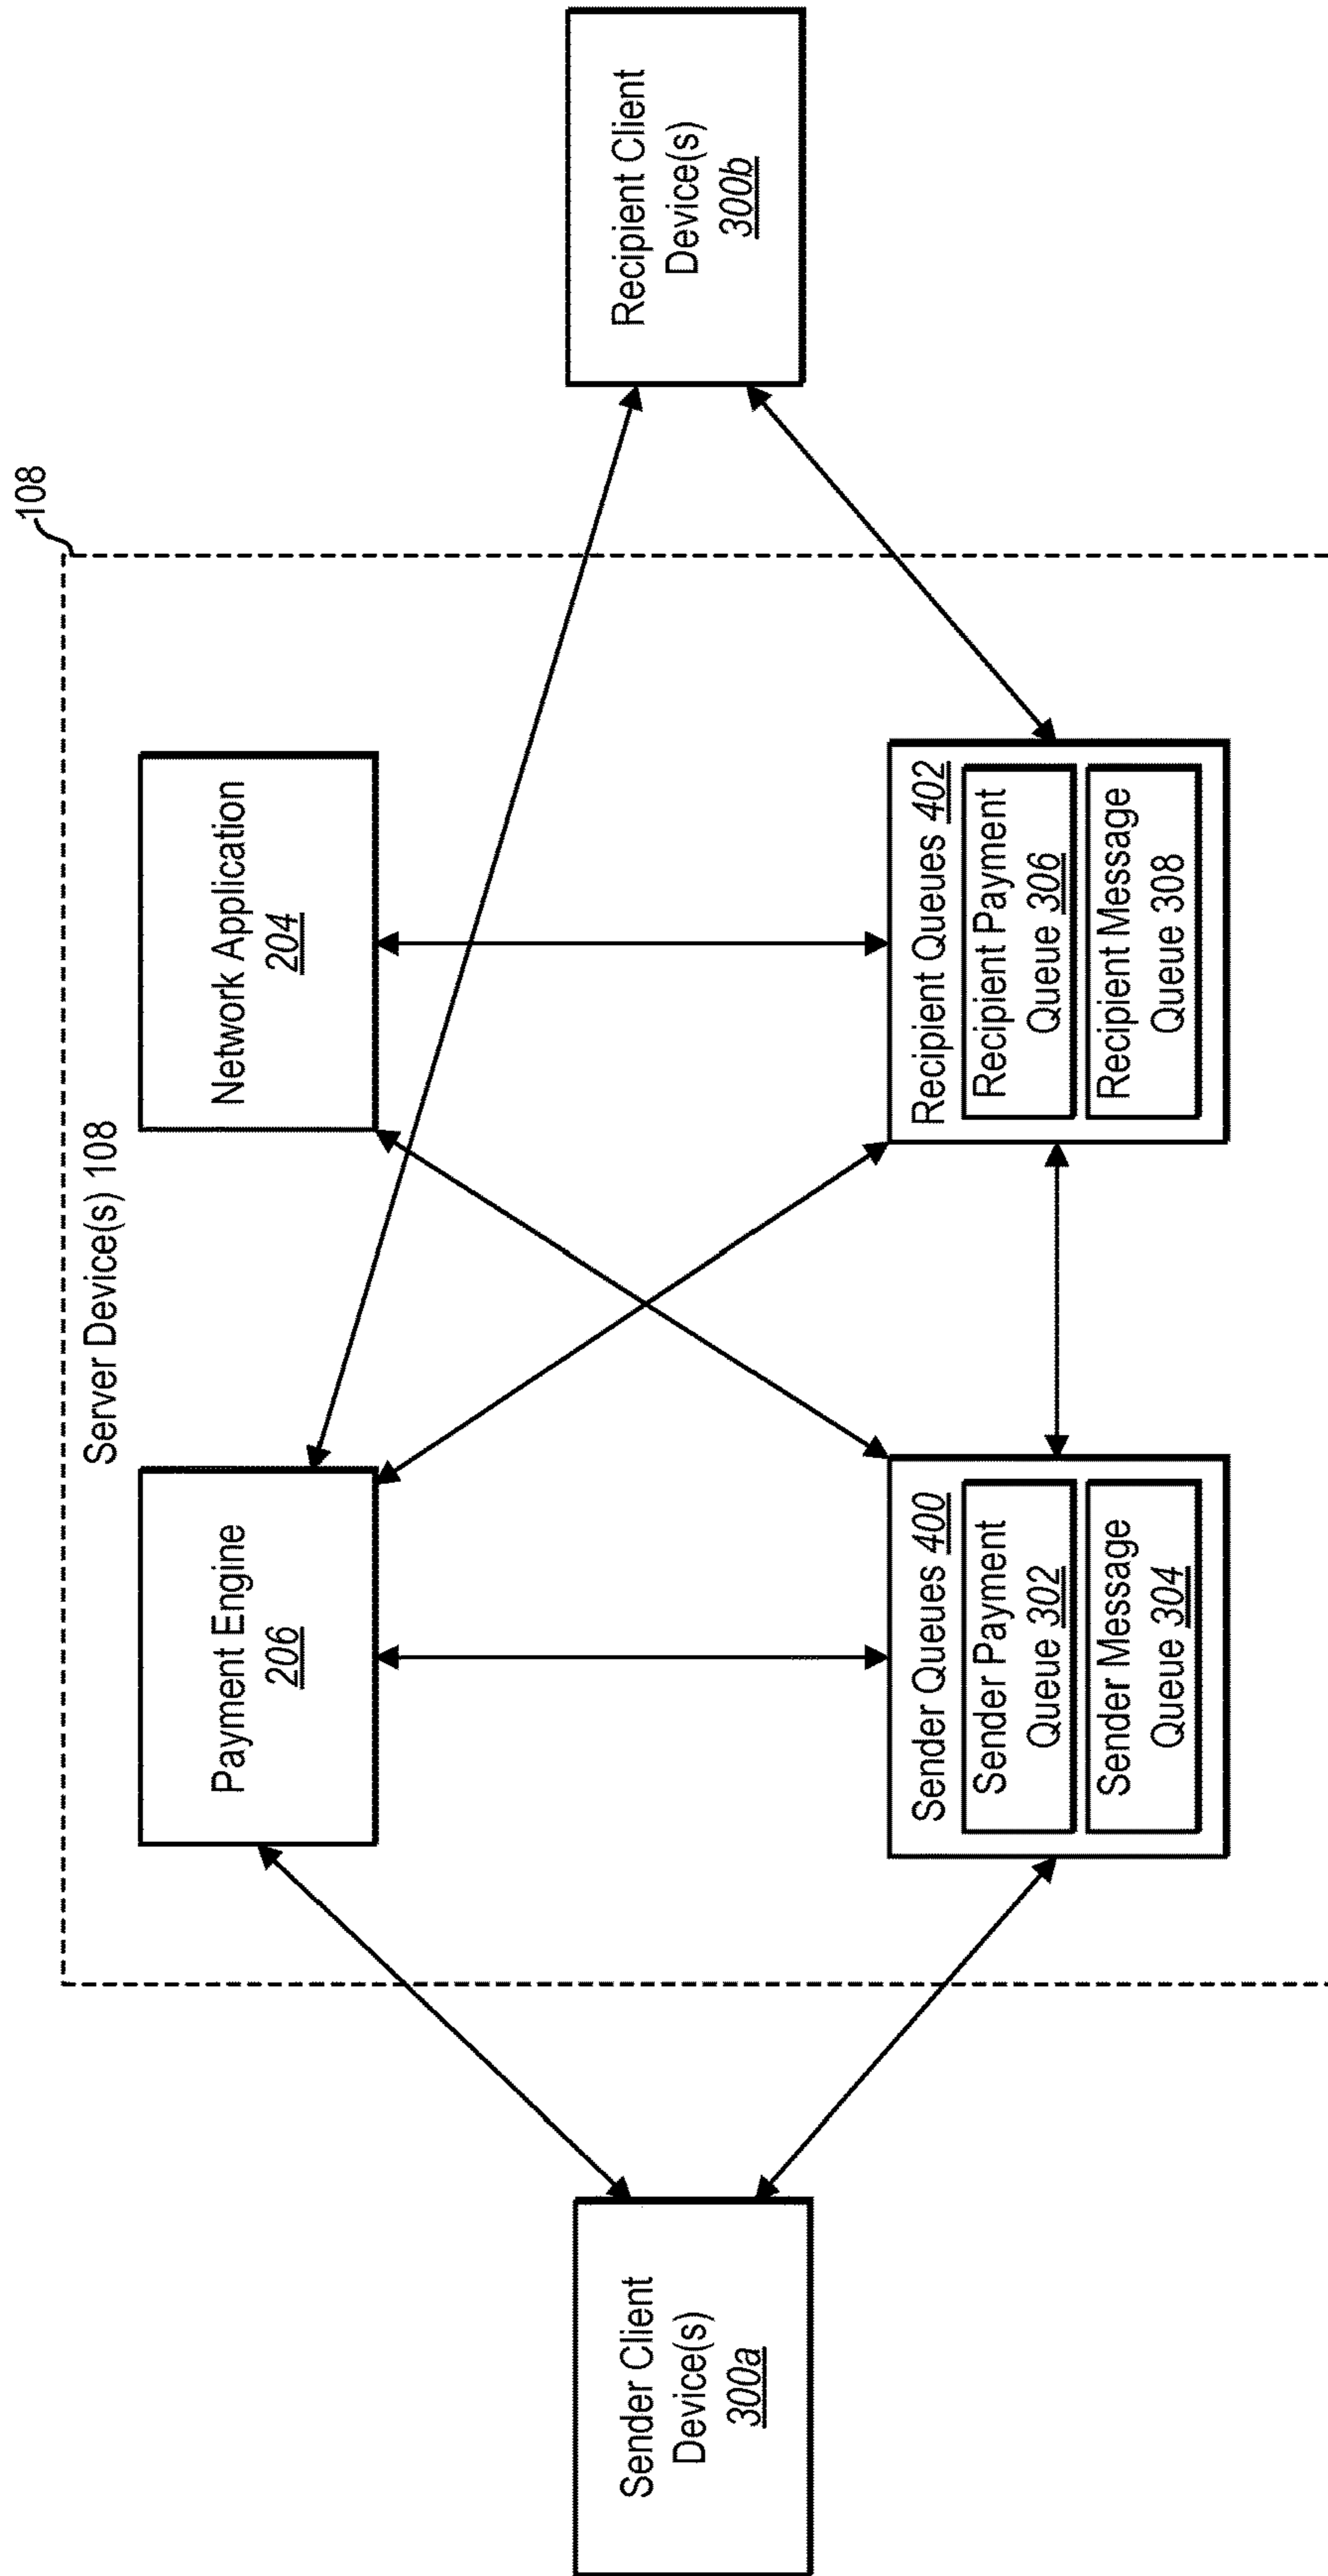 108
Server Device(s) 108
Payment Engine
206
Network Application
204
Sender Client
Device(s)
300a
Recipient Client
Device(s)
300b
Sender Queues 400
Sender Payment
Queue 302
Sender Message
Queue 304
Recipient Queues 402
Recipient Payment
Queue 306
Recipient Message
Queue 308